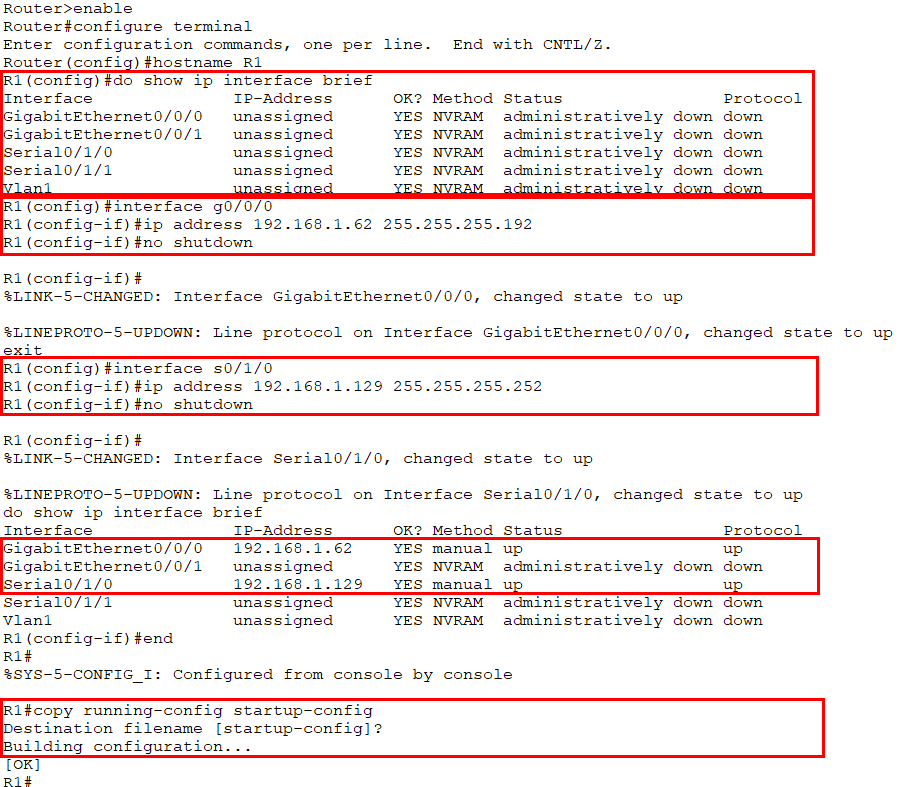 Router>enable
Router#configure terminal
Enter configuration commands, one per line.  End with CNTL/Z.
Router(config)#hostname R1
R1(config)#do show ip interface brief
Interface              IP-Address      OK? Method Status                Protocol
GigabitEthernet0/0/0   unassigned      YES NVRAM  administratively down down
GigabitEthernet0/0/1   unassigned      YES NVRAM  administratively down down
Serial0/1/0            unassigned      YES NVRAM  administratively down down
Serial0/1/1            unassigned      YES NVRAM  administratively down down
Vlan1                  unassigned      YES NVRAM  administratively down down
R1(config)#interface g0/0/0
R1(config-if)#ip address 192.168.1.62 255.255.255.192
R1(config-if)#no shutdown
R1(config-if)#
%LINK-5-CHANGED: Interface GigabitEthernet0/0/0, changed state to up
%LINEPROTO-5-UPDOWN: Line protocol on Interface GigabitEthernet0/0/0, changed state to up
exit
R1(config)#interface s0/1/0
R1(config-if)#ip address 192.168.1.129 255.255.255.252
R1(config-if)#no shutdown
R1(config-if)#
%LINK-5-CHANGED: Interface Serial0/1/0, changed state to up
%LINEPROTO-5-UPDOWN: Line protocol on Interface Serial0/1/0, changed state to up
do show ip interface brief
Interface              IP-Address      OK? Method Status                Protocol
GigabitEthernet0/0/0   192.168.1.62    YES manual up                    up
GigabitEthernet0/0/1   unassigned      YES NVRAM  administratively down down
Serial0/1/0            192.168.1.129   YES manual up                    up
Serial0/1/1            unassigned      YES NVRAM  administratively down down
Vlan1                  unassigned      YES NVRAM  administratively down down
R1(config-if)#end
R1#
%SYS-5-CONFIG_I: Configured from console by console
R1#copy running-config startup-config
Destination filename [startup-config]?
Building configuration...
[OK]
R1#